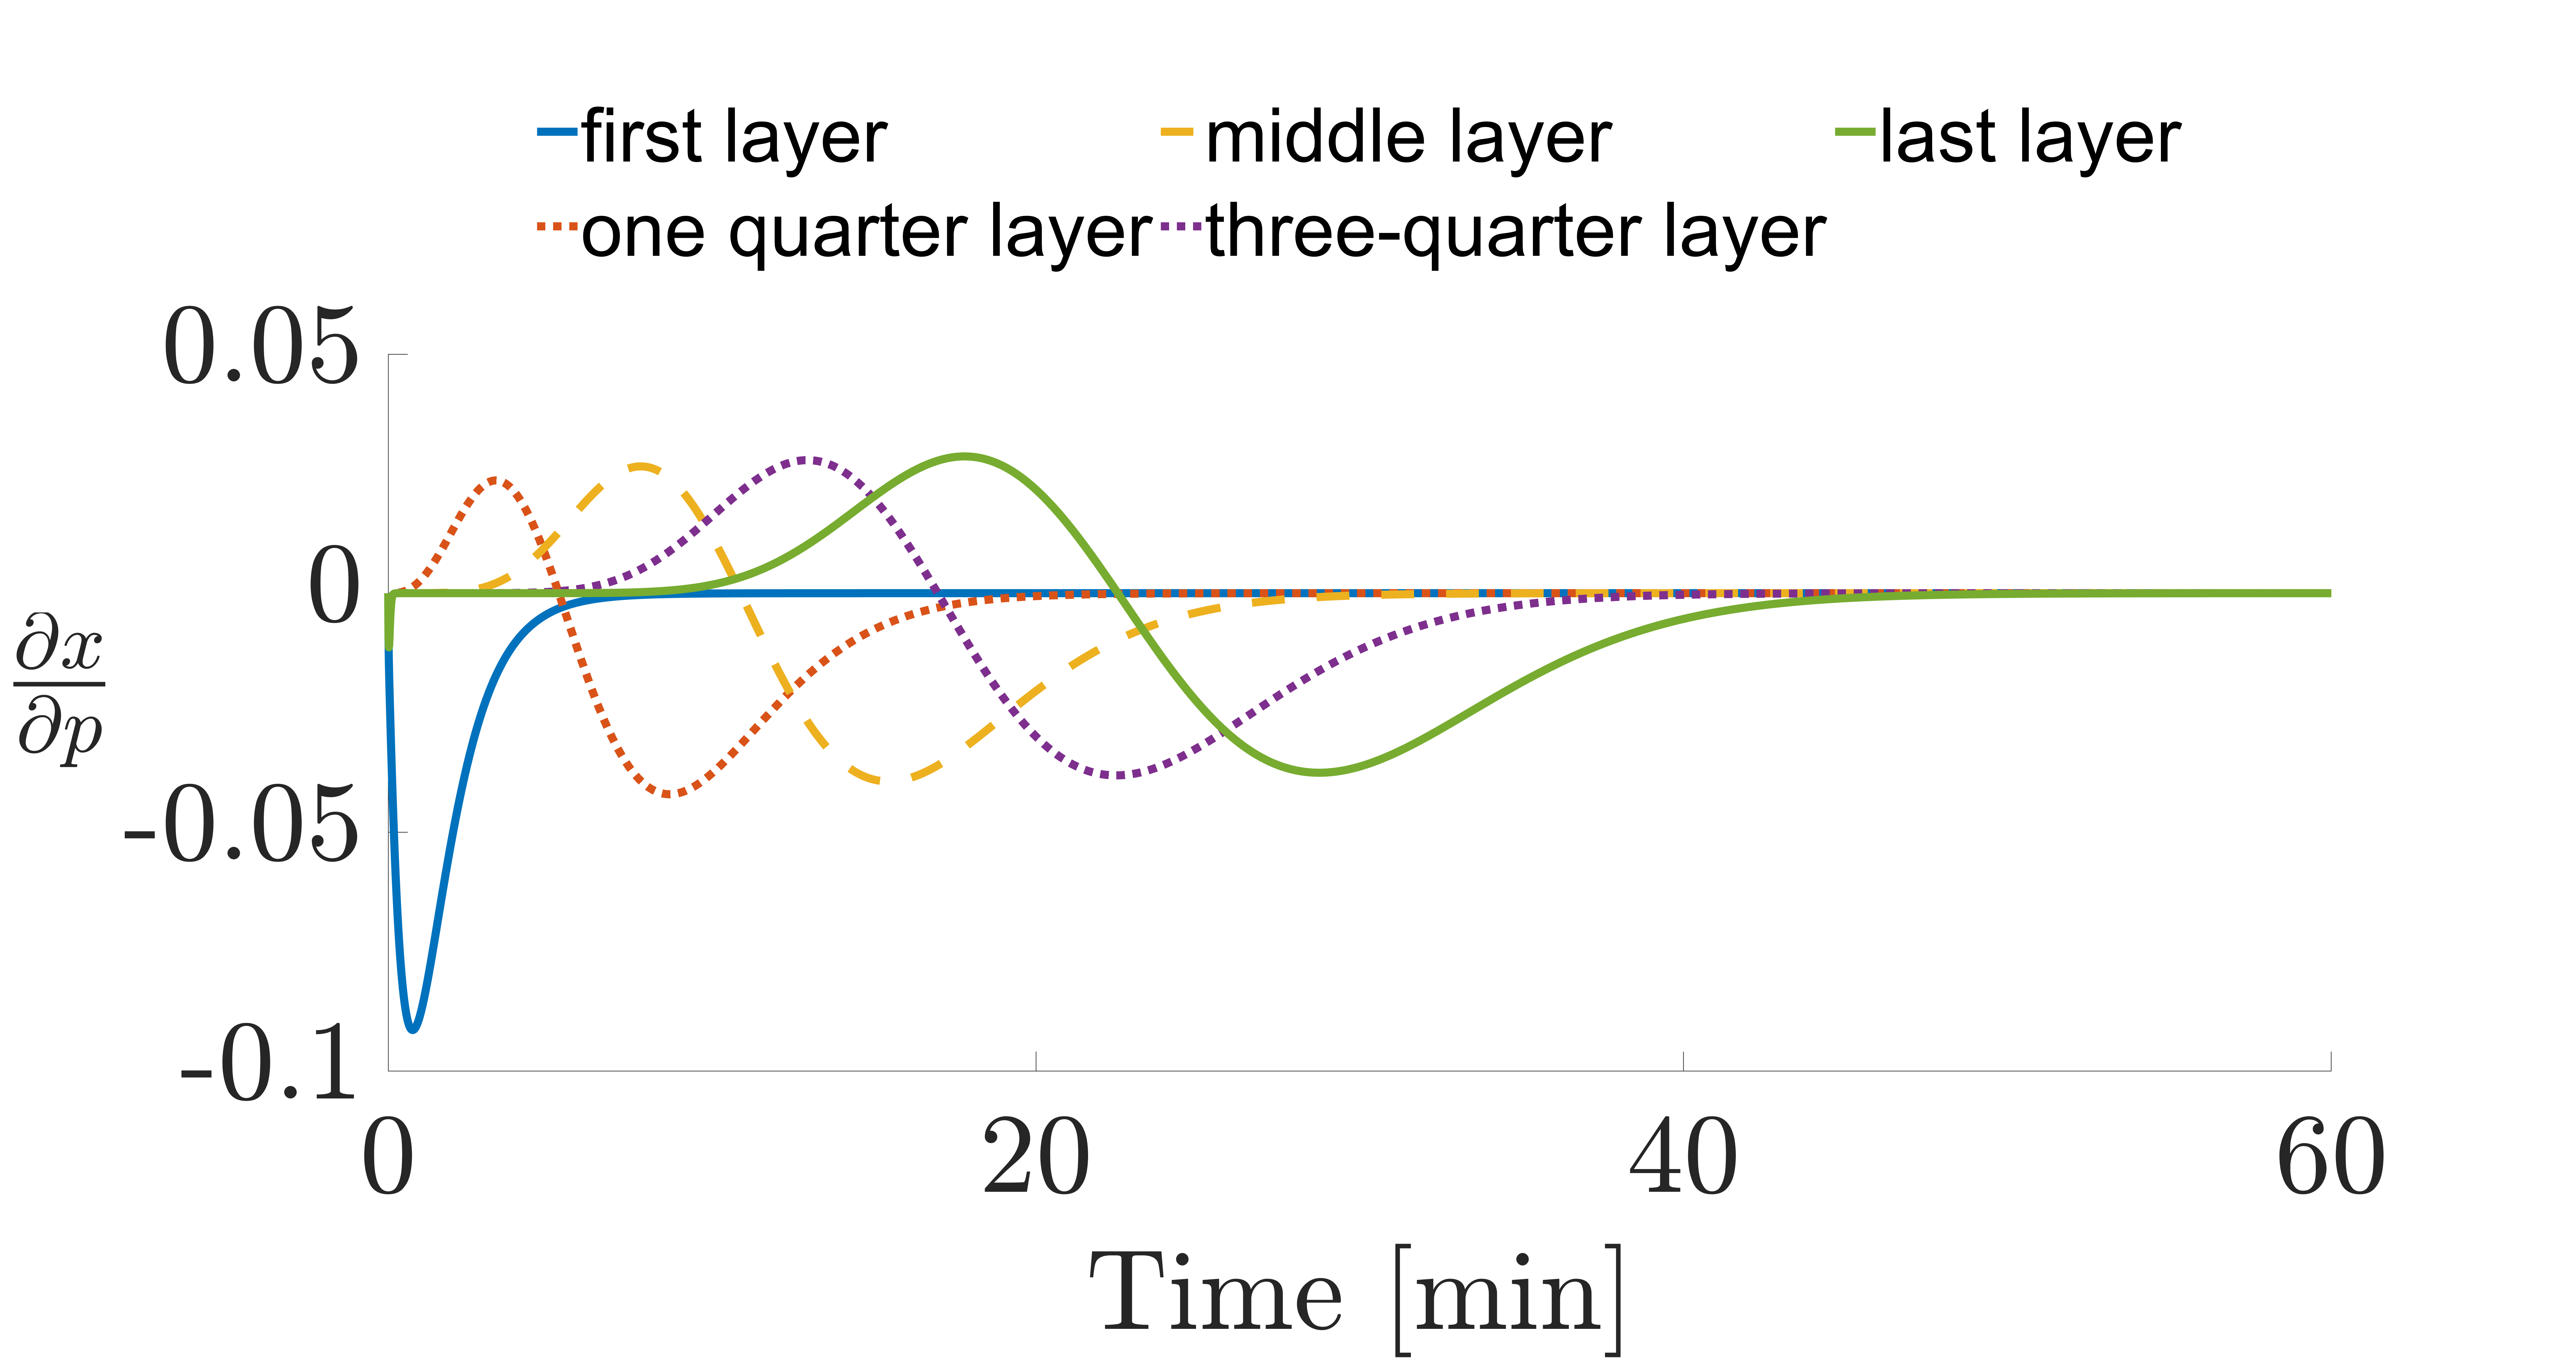 first layer middle layer last layer
one quarter layer three-quarter layer
0.05
0
-0.05
-0.1
∂x
∂p
0 20 40 60
Time [min]